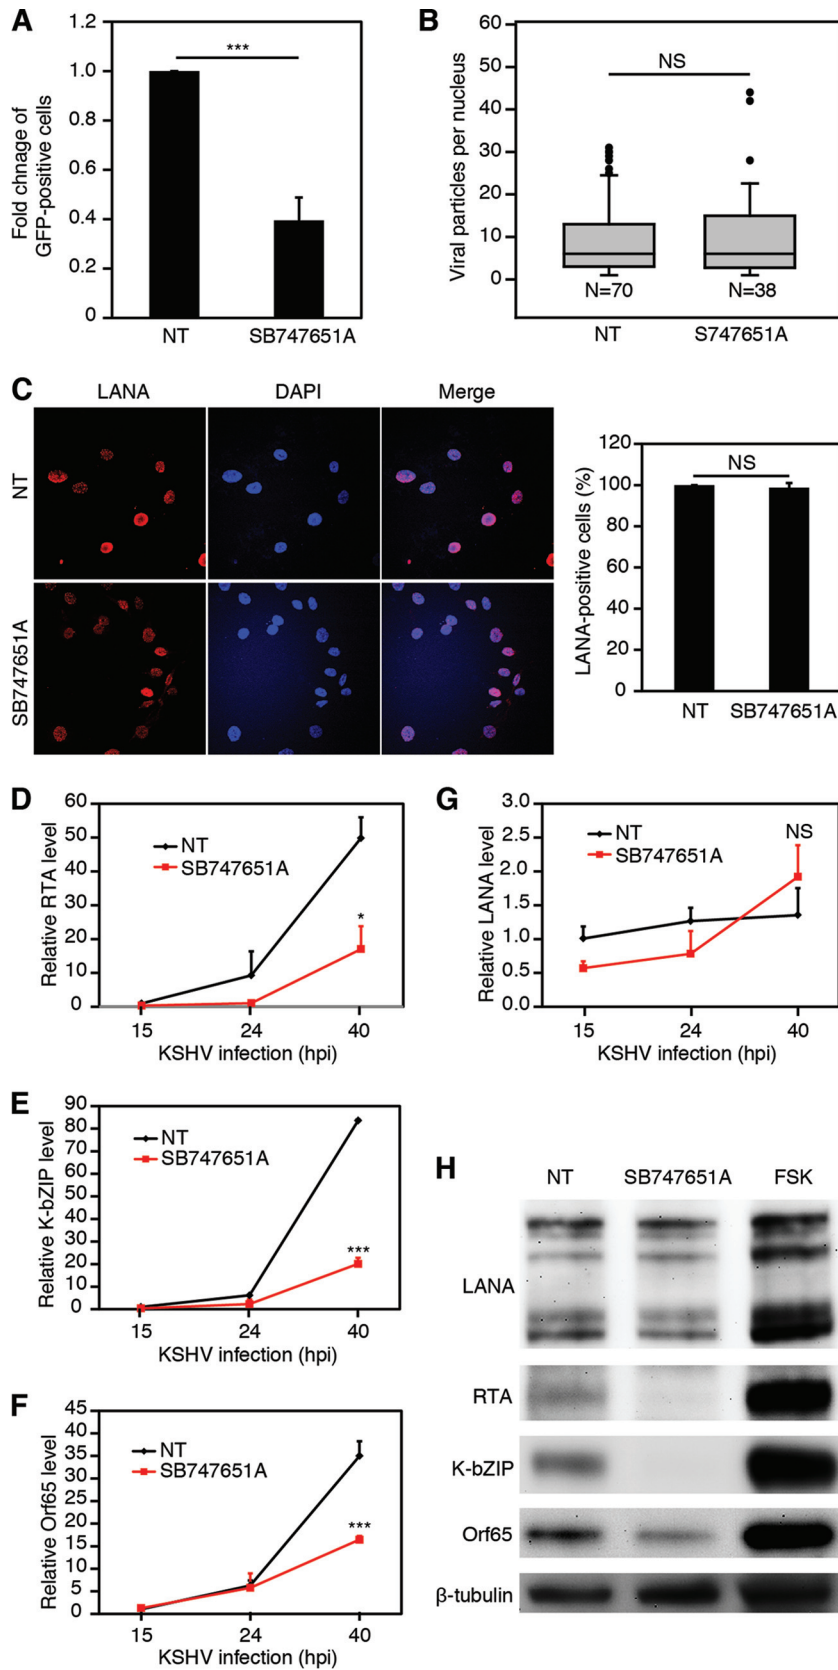 A
Fold chnage of
GFP-positive cells
1.2
1.0
0.8
0.6
0.4
0.2
0
***
NT
SB747651A
B
Viral particles per nucleus
60
50
40
30
20
10
0
NS
N=70
N=38
NT
S747651A
C
LANA
DAPI
Merge
NT
SB747651A
LANA-positive cells (%)
120
100
80
60
40
20
0
NS
NT
SB747651A
D
Relative RTA level
60
50
40
30
20
10
0
NT
SB747651A
*
15
24
40
KSHV infection (hpi)
E
Relative K-bZIP level
90
80
70
60
50
40
30
20
10
0
NT
SB747651A
***
15
24
40
KSHV infection (hpi)
F
Relative Orf65 level
45
40
35
30
25
20
15
10
5
0
NT
SB747651A
***
15
24
40
KSHV infection (hpi)
G
Relative LANA level
3.0
2.5
2.0
1.5
1.0
0.5
0.0
NT
SB747651A
NS
15
24
40
KSHV infection (hpi)
H
NT
SB747651A
FSK
LANA
RTA
K-bZIP
Orf65
β-tubulin